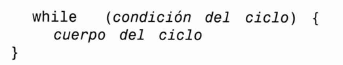 while (condición del ciclo) {
cuerpo del ciclo
}